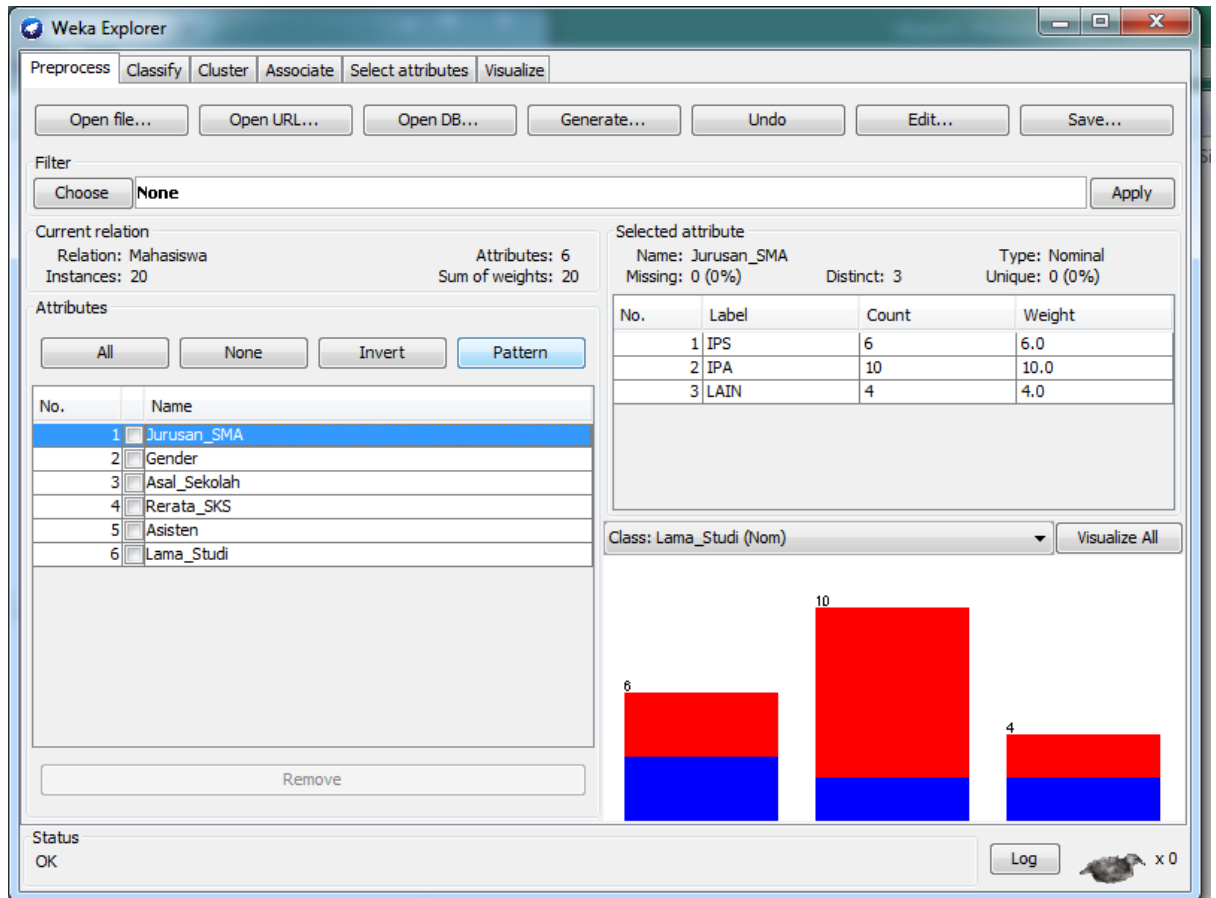 Weka Explorer
Preprocess Classify Cluster Associate Select attributes Visualize
Open file... Open URL... Open DB... Generate... Undo Edit... Save...
Filter
Choose None Apply
Current relation
Relation: Mahasiswa Attributes: 6
Instances: 20 Sum of weights: 20
Attributes
All None Invert Pattern
No. Name
1 Jurusan_SMA
2 Gender
3 Asal_Sekolah
4 Rerata_SKS
5 Asisten
6 Lama_Studi
Remove
Selected attribute
Name: Jurusan_SMA Type: Nominal
Missing: 0 (0%) Distinct: 3 Unique: 0 (0%)
No. Label Count Weight
1 IPS 6 6.0
2 IPA 10 10.0
3 LAIN 4 4.0
Class: Lama_Studi (Nom) Visualize All
10
6
4
Status
OK
Log x 0